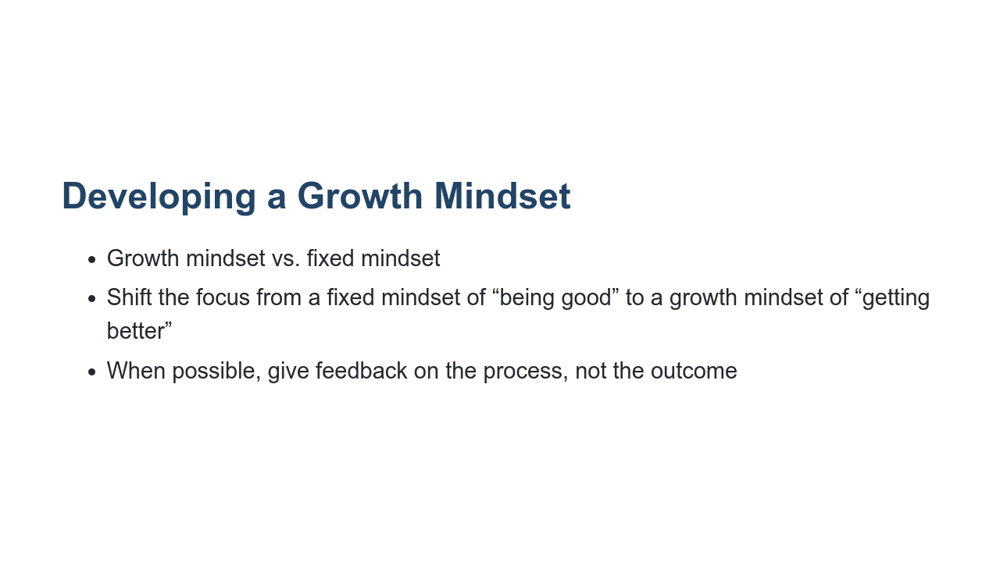 Developing a Growth Mindset
• Growth mindset vs. fixed mindset
• Shift the focus from a fixed mindset of “being good” to a growth mindset of “getting
better”
• When possible, give feedback on the process, not the outcome